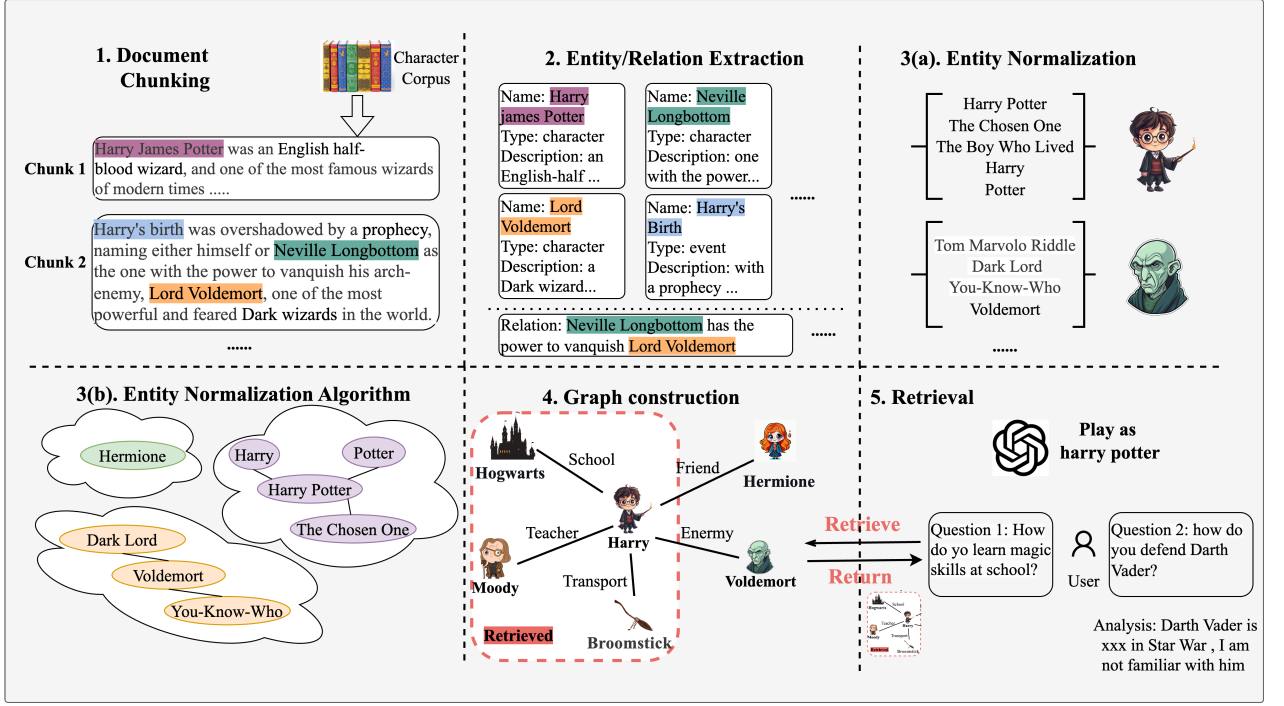 1. Document
Chunking
Character
Corpus
Chunk 1
Harry James Potter was an English half-
blood wizard, and one of the most famous wizards
of modern times .....
Chunk 2
Harry's birth was overshadowed by a prophecy,
naming either himself or Neville Longbottom as
the one with the power to vanquish his arch-
enemy, Lord Voldemort, one of the most
powerful and feared Dark wizards in the world.
......
2. Entity/Relation Extraction
Name: Harry
james Potter
Type: character
Description: an
English-half ...
Name: Neville
Longbottom
Type: character
Description: one
with the power...
......
Name: Lord
Voldemort
Type: character
Description: a
Dark wizard...
Name: Harry's
Birth
Type: event
Description: with
a prophecy ...
Relation: Neville Longbottom has the
power to vanquish Lord Voldemort
......
3(a). Entity Normalization
Harry Potter
The Chosen One
The Boy Who Lived
Harry
Potter
Tom Marvolo Riddle
Dark Lord
You-Know-Who
Voldemort
......
3(b). Entity Normalization Algorithm
Hermione
Harry
Potter
Harry Potter
The Chosen One
Dark Lord
Voldemort
You-Know-Who
4. Graph construction
Hogwarts
School
Friend
Hermione
Harry
Teacher
Moody
Enermy
Voldemort
Transport
Broomstick
Retrieved
5. Retrieval
Play as
harry potter
Retrieve
Return
Question 1: How
do yo learn magic
skills at school?
User
Question 2: how do
you defend Darth
Vader?
Hogwarts
School
Teacher
Harry
Moody
Transport
Retrieved
Broomstick
Analysis: Darth Vader is
xxx in Star War , I am
not familiar with him